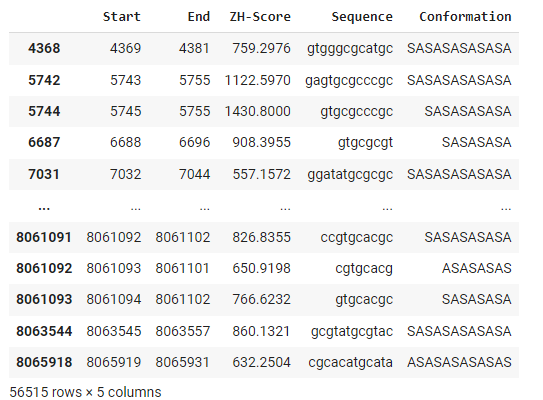 Start End ZH-Score Sequence Conformation
4368 4369 4381 759.2976 gtgggcgcatgc SASASASASASA
5742 5743 5755 1122.5970 gagtgcgcccgc SASASASASASA
5744 5745 5755 1430.8000 gtgcgcccgc SASASASASA
6687 6688 6696 908.3955 gtgcgcgt SASASASA
7031 7032 7044 557.1572 ggatatgcgcgc SASASASASASA
... ... ... ... ... ...
8061091 8061092 8061102 826.8355 ccgtgcacgc SASASASASA
8061092 8061093 8061101 650.9198 cgtgcacg ASASASAS
8061093 8061094 8061102 766.6232 gtgcacgc SASASASA
8063544 8063545 8063557 860.1321 gcgtatgcgtac SASASASASASA
8065918 8065919 8065931 632.2504 cgcacatgcata ASASASASASAS
56515 rows × 5 columns